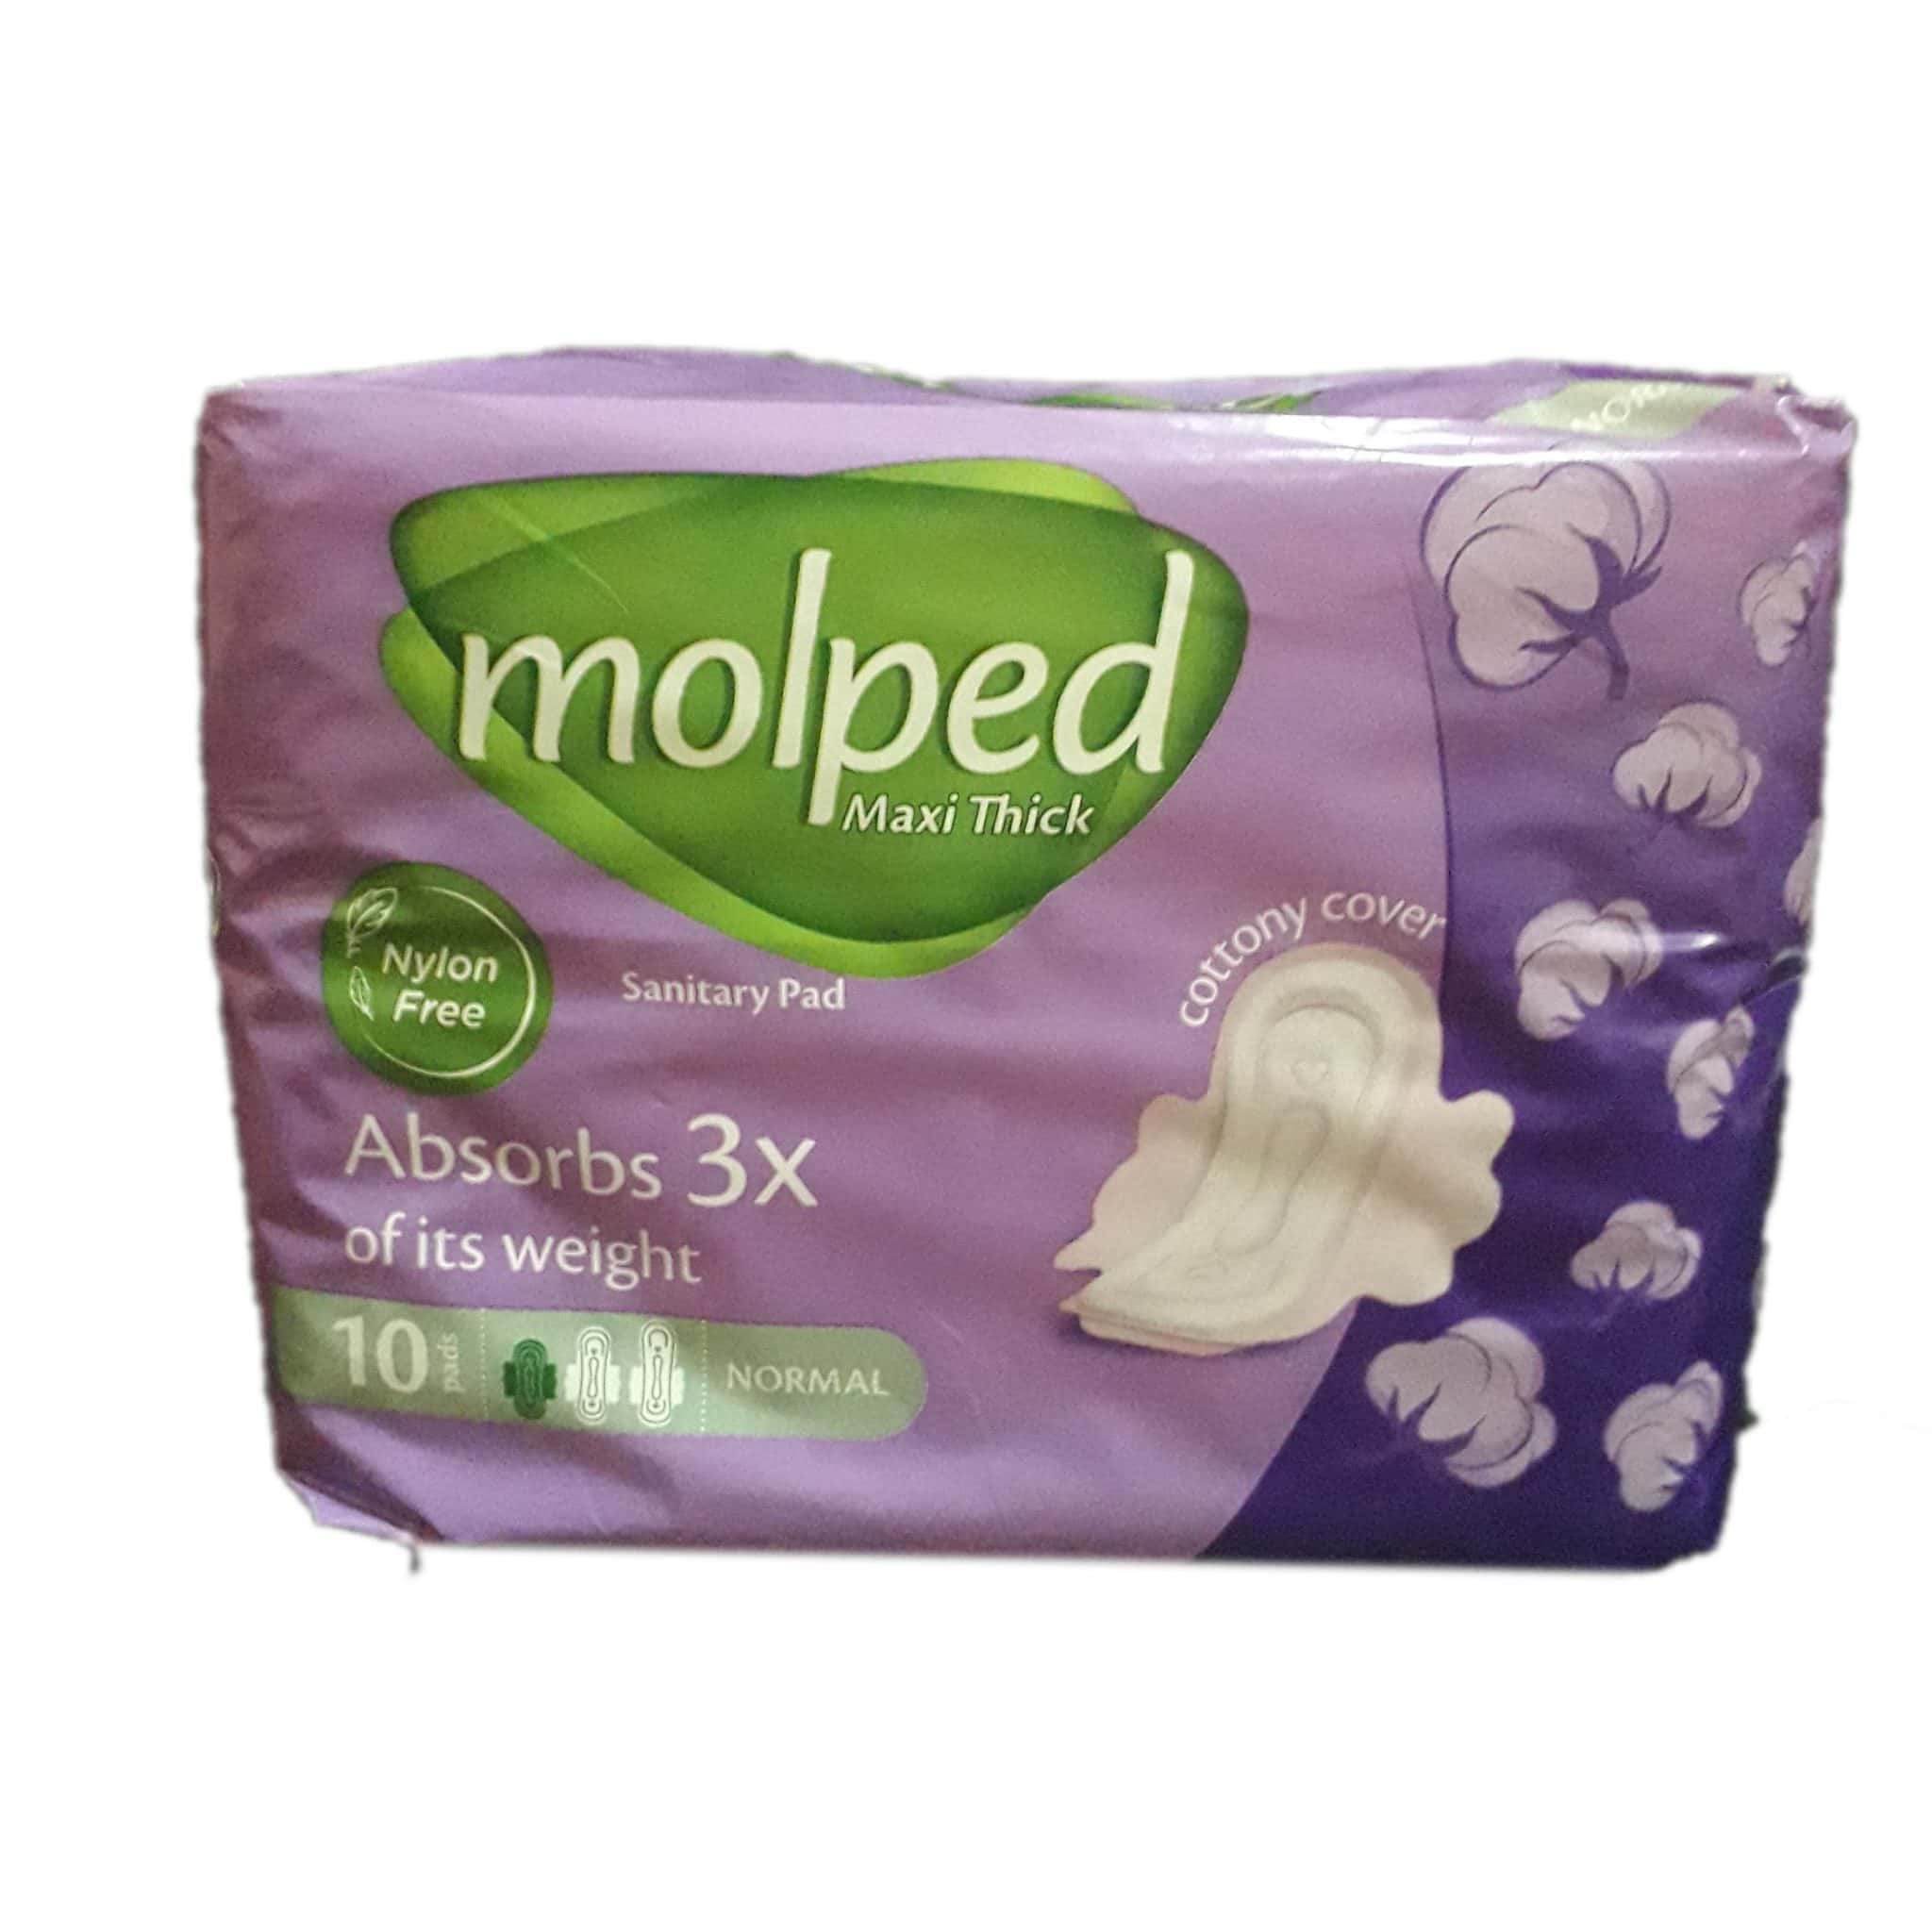 molped
Maxi Thick
Nylon
Free
Sanitary Pad
cottony cover
Absorbs 3x
of its weight
10 pads
NORMAL